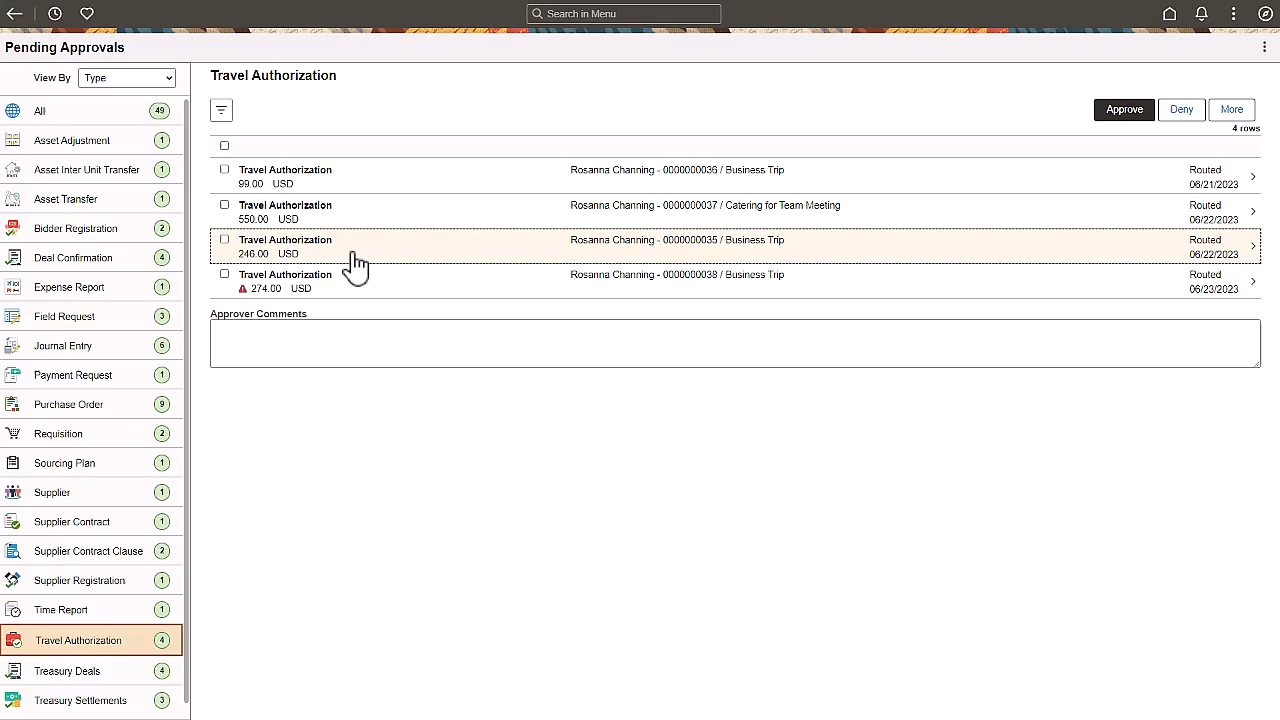 Search in Menu
Pending Approvals
View By Type
All 49
Asset Adjustment 1
Asset Inter Unit Transfer 1
Asset Transfer 1
Bidder Registration 2
Deal Confirmation 4
Expense Report 1
Field Request 3
Journal Entry 6
Payment Request 1
Purchase Order 9
Requisition 2
Sourcing Plan 1
Supplier 1
Supplier Contract 1
Supplier Contract Clause 2
Supplier Registration 1
Time Report 1
Travel Authorization 4
Treasury Deals 4
Treasury Settlements 3
Travel Authorization
Approve Deny More
4 rows
Travel Authorization Rosanna Channing - 0000000036 / Business Trip Routed
99.00 USD 06/21/2023
Travel Authorization Rosanna Channing - 0000000037 / Catering for Team Meeting Routed
550.00 USD 06/22/2023
Travel Authorization Rosanna Channing - 0000000035 / Business Trip Routed
246.00 USD 06/22/2023
Travel Authorization Rosanna Channing - 0000000038 / Business Trip Routed
274.00 USD 06/23/2023
Approver Comments